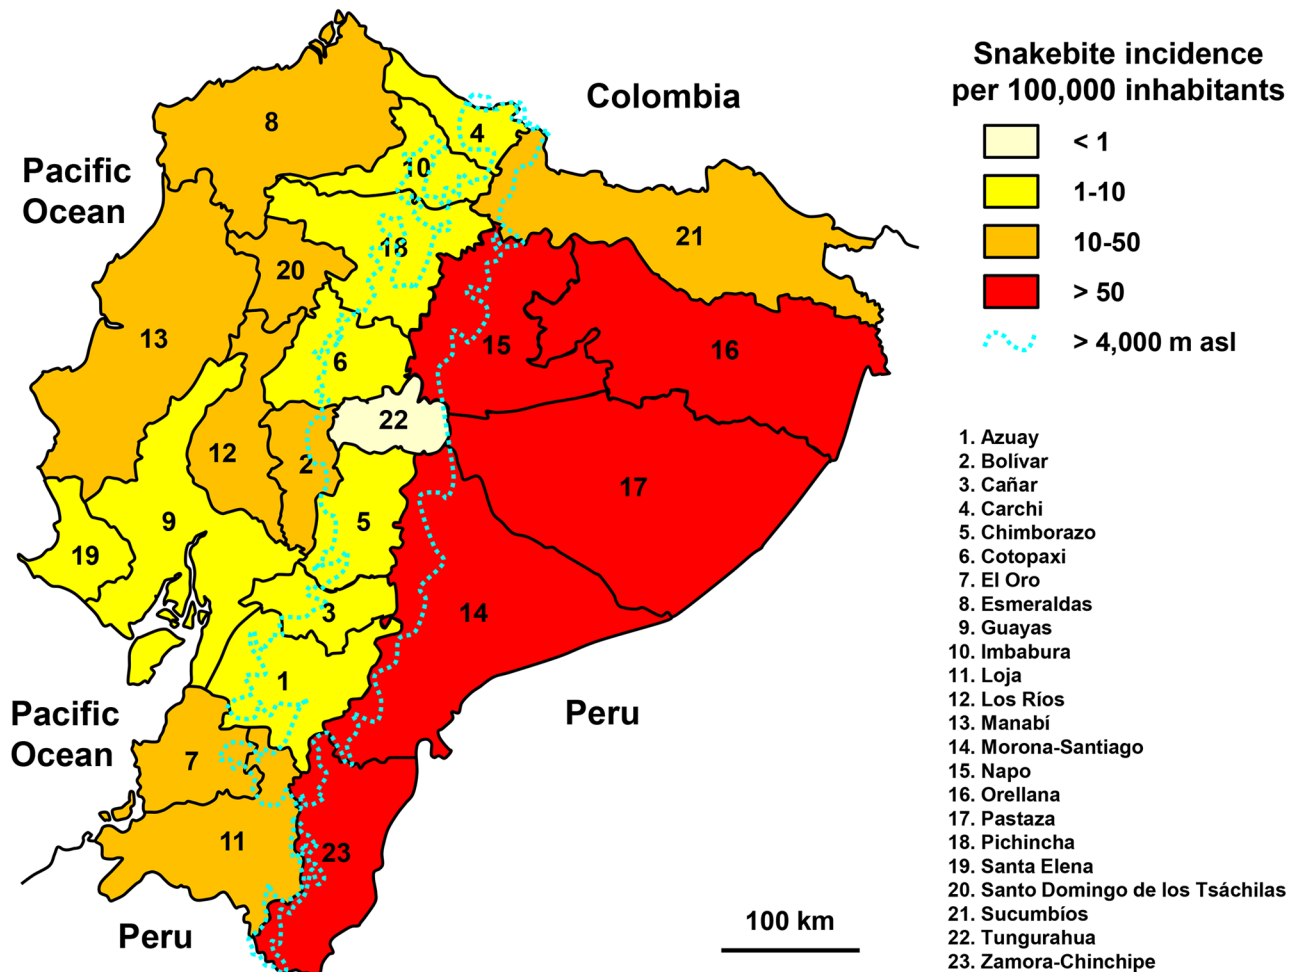 Snakebite incidence
per 100,000 inhabitants
< 1
1-10
10-50
> 50
> 4,000 m asl
Colombia
Pacific
Ocean
Peru
Pacific
Ocean
Peru
100 km
8
4
10
18
21
20
13
15
16
6
22
12
2
17
9
5
19
3
14
1
7
11
23
1. Azuay
2. Bolívar
3. Cañar
4. Carchi
5. Chimborazo
6. Cotopaxi
7. El Oro
8. Esmeraldas
9. Guayas
10. Imbabura
11. Loja
12. Los Ríos
13. Manabí
14. Morona-Santiago
15. Napo
16. Orellana
17. Pastaza
18. Pichincha
19. Santa Elena
20. Santo Domingo de los Tsáchilas
21. Sucumbíos
22. Tungurahua
23. Zamora-Chinchipe